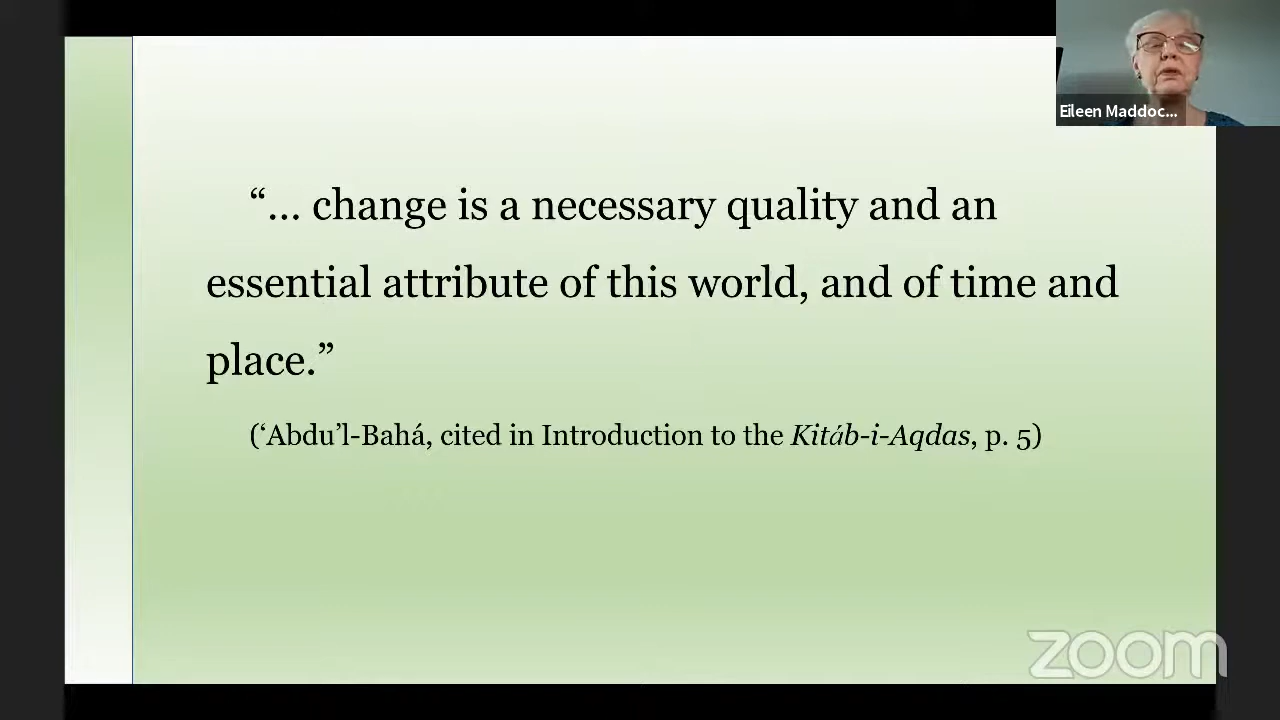 Eileen Maddoc...
“... change is a necessary quality and an
essential attribute of this world, and of time and
place.”
(‘Abdu’l-Bahá, cited in Introduction to the Kitáb-i-Aqdas, p. 5)
zoom